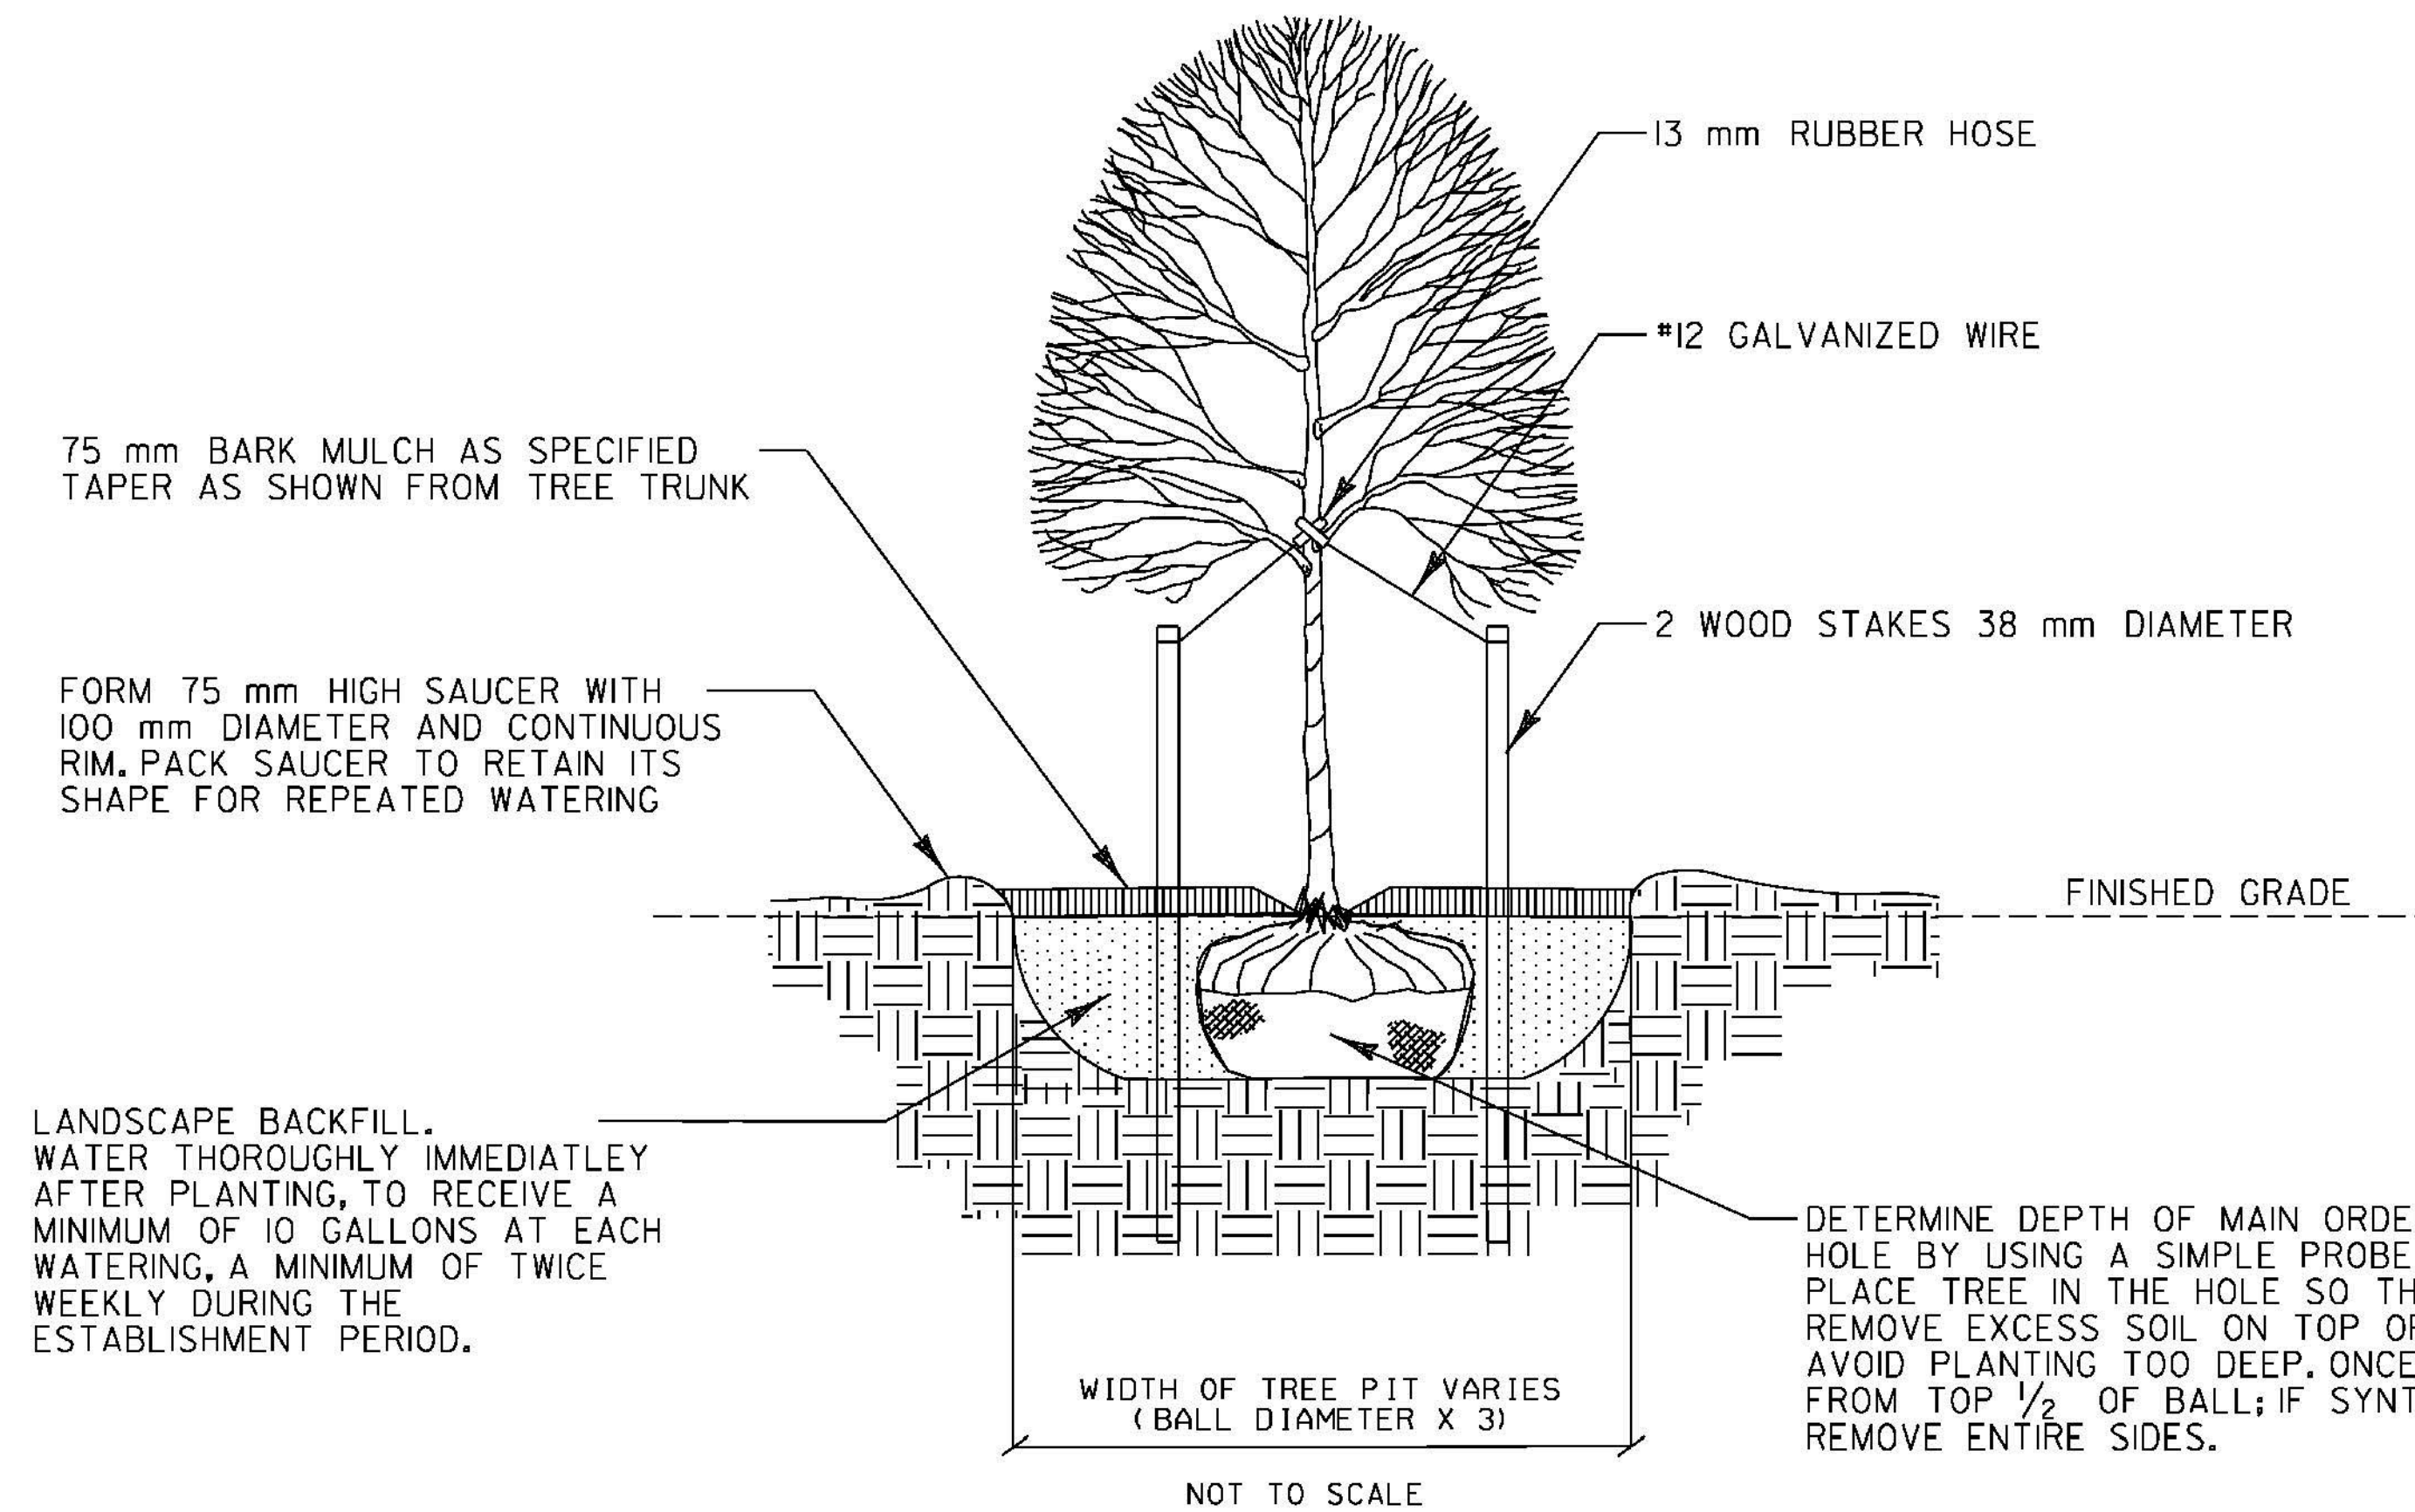 13 mm RUBBER HOSE
#12 GALVANIZED WIRE
75 mm BARK MULCH AS SPECIFIED
TAPER AS SHOWN FROM TREE TRUNK
2 WOOD STAKES 38 mm DIAMETER
FORM 75 mm HIGH SAUCER WITH
100 mm DIAMETER AND CONTINUOUS
RIM. PACK SAUCER TO RETAIN ITS
SHAPE FOR REPEATED WATERING
FINISHED GRADE
LANDSCAPE BACKFILL.
WATER THOROUGHLY IMMEDIATLEY
AFTER PLANTING, TO RECEIVE A
MINIMUM OF 10 GALLONS AT EACH
WATERING, A MINIMUM OF TWICE
WEEKLY DURING THE
ESTABLISHMENT PERIOD.
DETERMINE DEPTH OF MAIN ORDE
HOLE BY USING A SIMPLE PROBE
PLACE TREE IN THE HOLE SO TH
REMOVE EXCESS SOIL ON TOP OF
AVOID PLANTING TOO DEEP. ONCE
FROM TOP 1/2 OF BALL; IF SYNT
REMOVE ENTIRE SIDES.
WIDTH OF TREE PIT VARIES
(BALL DIAMETER X 3)
NOT TO SCALE